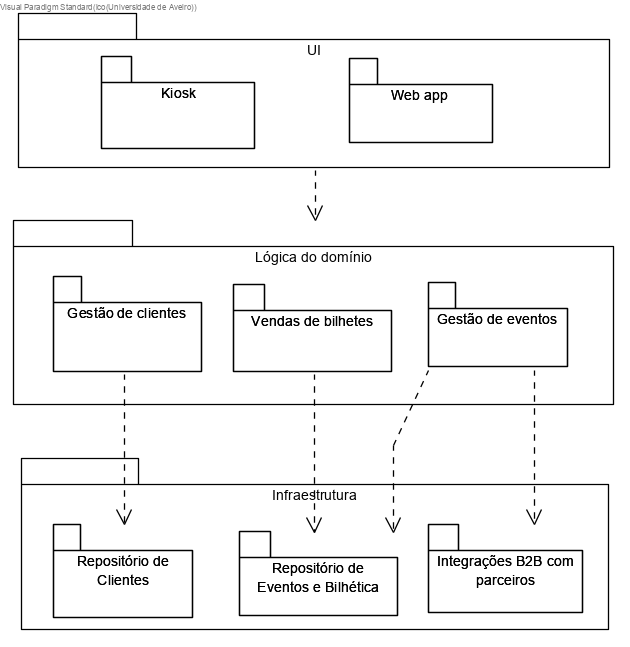 Visual Paradigm Standard(ico(Universidade de Aveiro))
UI
Kiosk
Web app
Lógica do domínio
Gestão de clientes
Vendas de bilhetes
Gestão de eventos
Infraestrutura
Repositório de
Clientes
Repositório de
Eventos e Bilhética
Integrações B2B com
parceiros